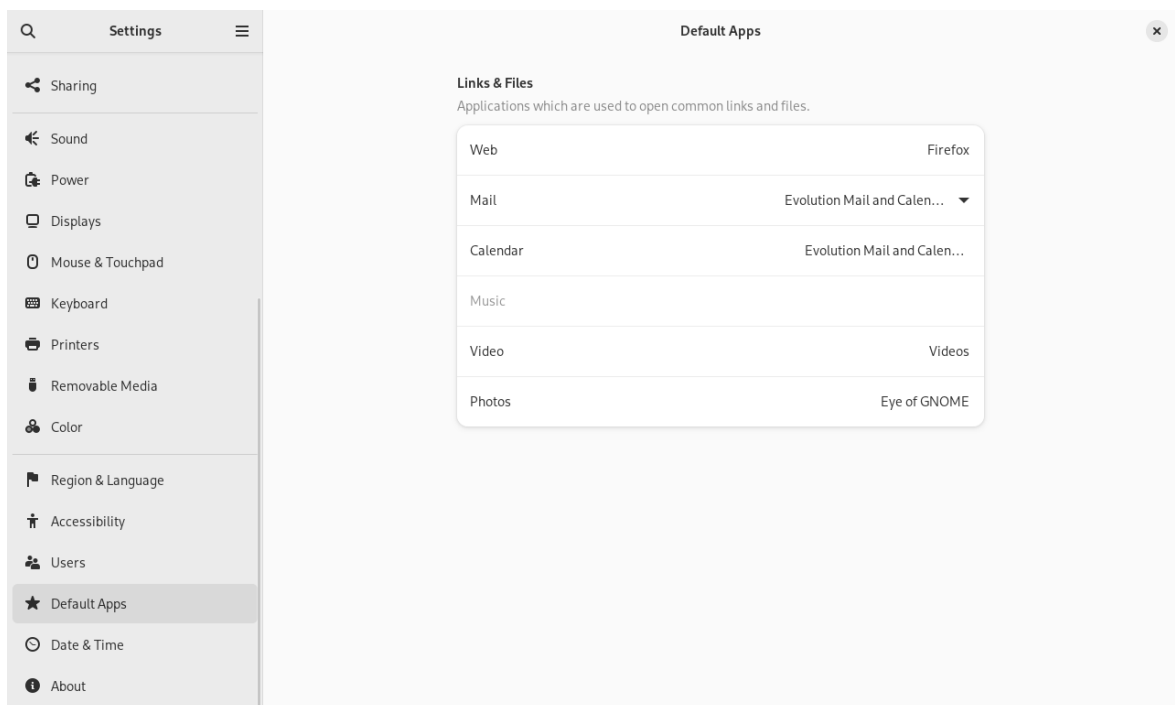 Settings
Default Apps
Sharing
Sound
Power
Displays
Mouse & Touchpad
Keyboard
Printers
Removable Media
Color
Region & Language
Accessibility
Users
Default Apps
Date & Time
About
Links & Files
Applications which are used to open common links and files.
Web Firefox
Mail Evolution Mail and Calen...
Calendar Evolution Mail and Calen...
Music
Video Videos
Photos Eye of GNOME